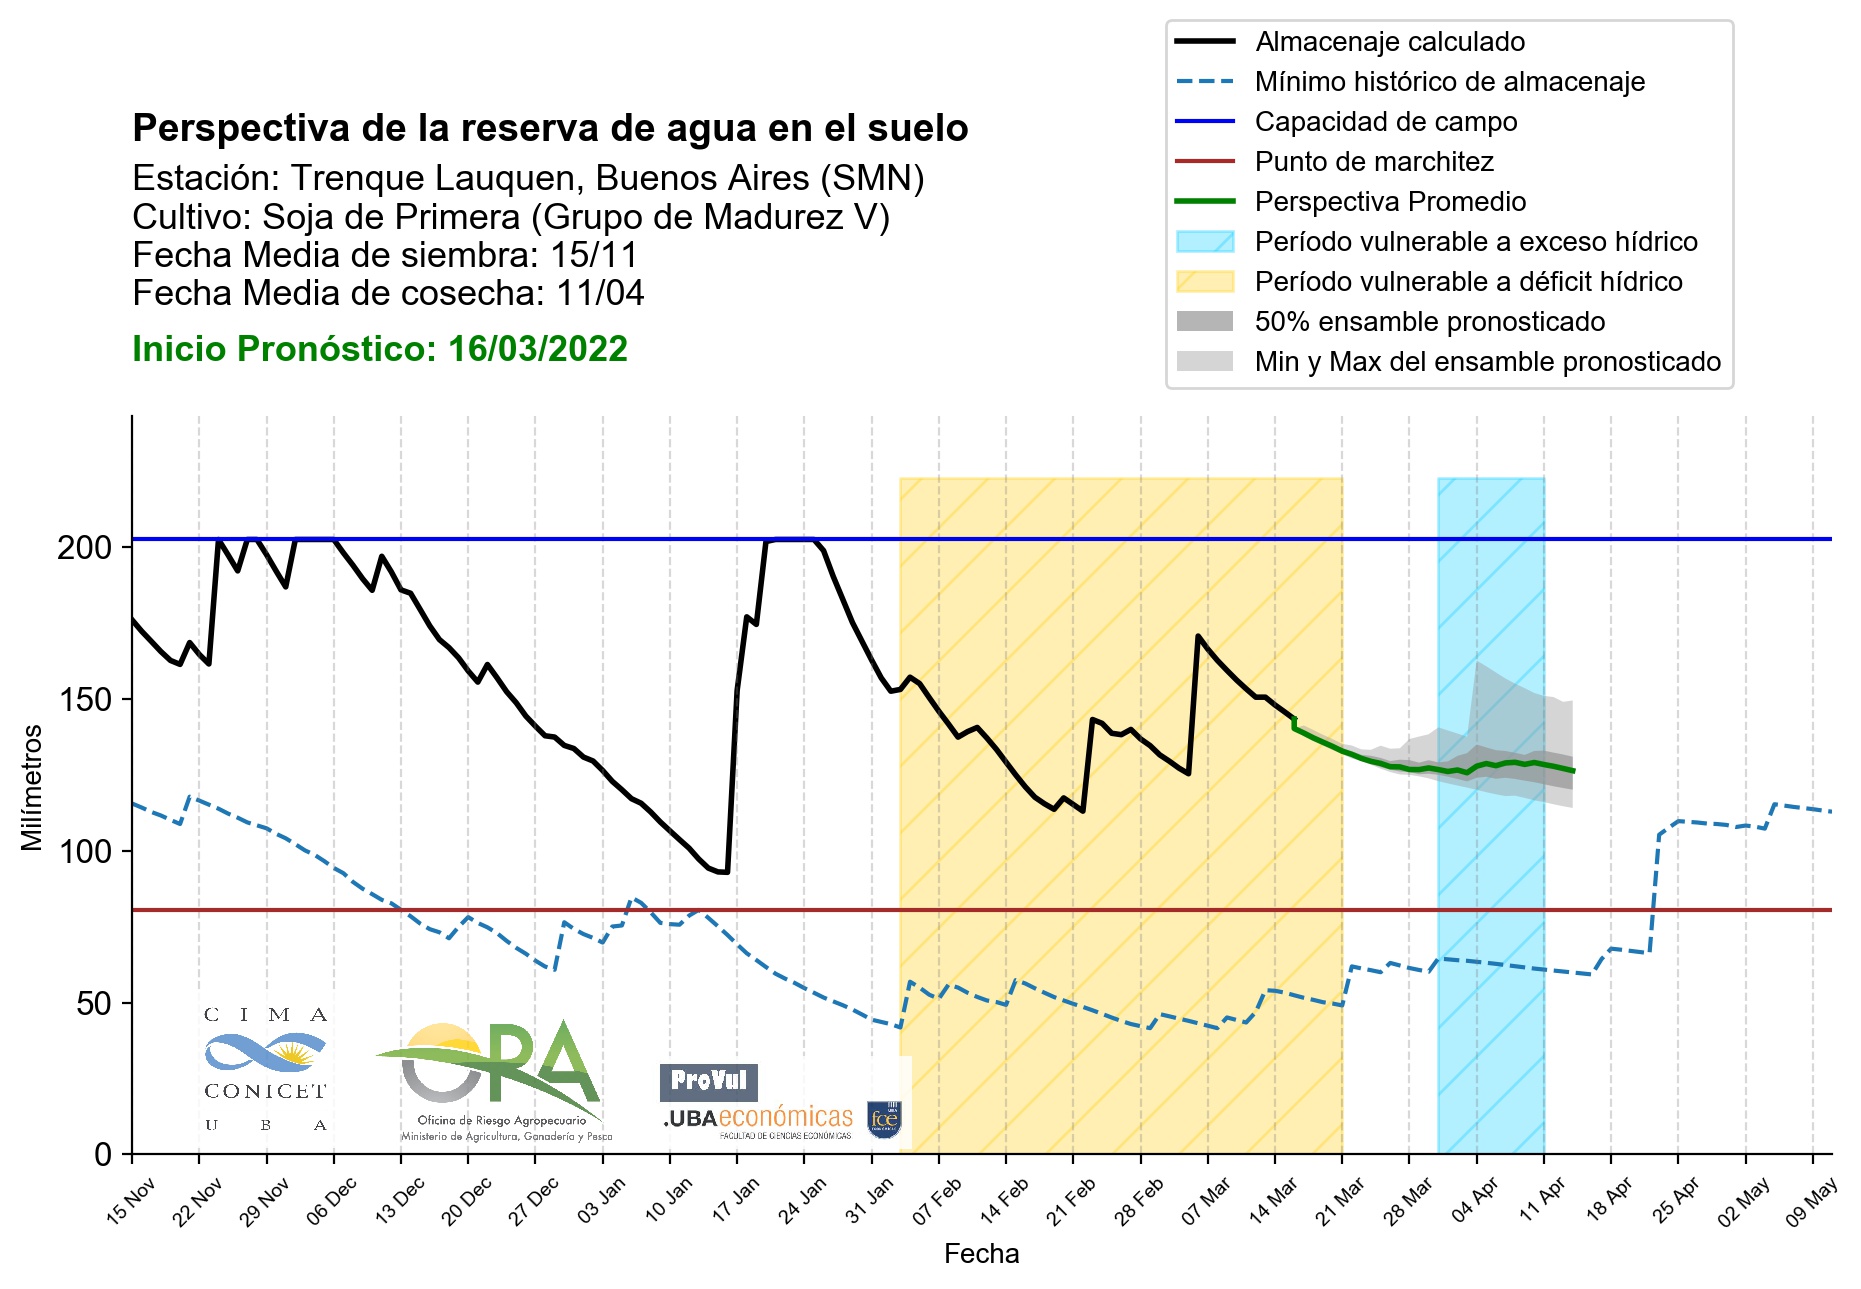 Almacenaje calculado
Mínimo histórico de almacenaje
Capacidad de campo
Punto de marchitez
Perspectiva Promedio
Período vulnerable a exceso hídrico
Período vulnerable a déficit hídrico
50% ensamble pronosticado
Min y Max del ensamble pronosticado
Perspectiva de la reserva de agua en el suelo
Estación: Trenque Lauquen, Buenos Aires (SMN)
Cultivo: Soja de Primera (Grupo de Madurez V)
Fecha Media de siembra: 15/11
Fecha Media de cosecha: 11/04
Inicio Pronóstico: 16/03/2022
200
150
100
50
0
Milímetros
CIMA
CONICET
UBA
ORA
Oficina de Riesgo Agropecuario
Ministerio de Agricultura, Ganadería y Pesca
ProVul
.UBAeconómicas
FACULTAD DE CIENCIAS ECONÓMICAS
UBA
fce
ECONÓMICAS
15 Nov
22 Nov
29 Nov
06 Dec
13 Dec
20 Dec
27 Dec
03 Jan
10 Jan
17 Jan
24 Jan
31 Jan
07 Feb
14 Feb
21 Feb
28 Feb
07 Mar
14 Mar
21 Mar
28 Mar
04 Apr
11 Apr
18 Apr
25 Apr
02 May
09 May
Fecha